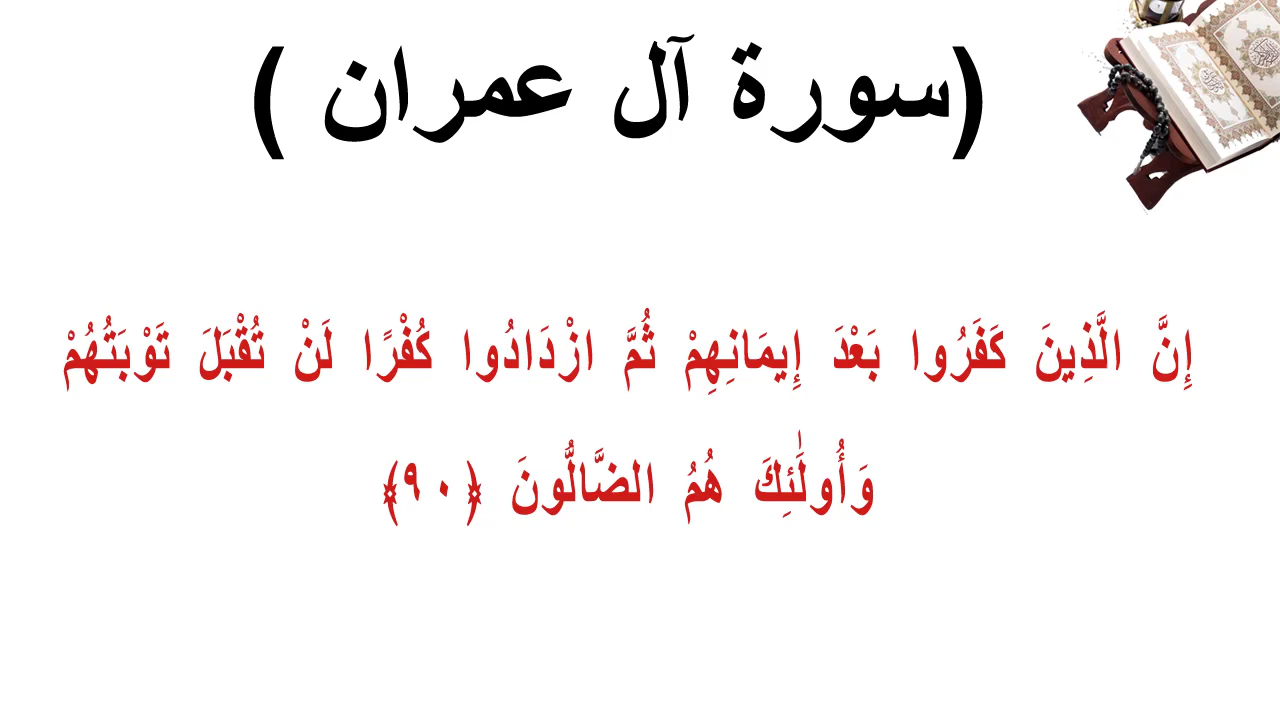 (سورة آل عمران )
إِنَّ الَّذِينَ كَفَرُوا بَعْدَ إِيمَانِهِمْ ثُمَّ ازْدَادُوا كُفْرًا لَنْ تُقْبَلَ تَوْبَتُهُمْ
وَأُولَٰئِكَ هُمُ الضَّالُّونَ ﴿٩٠﴾